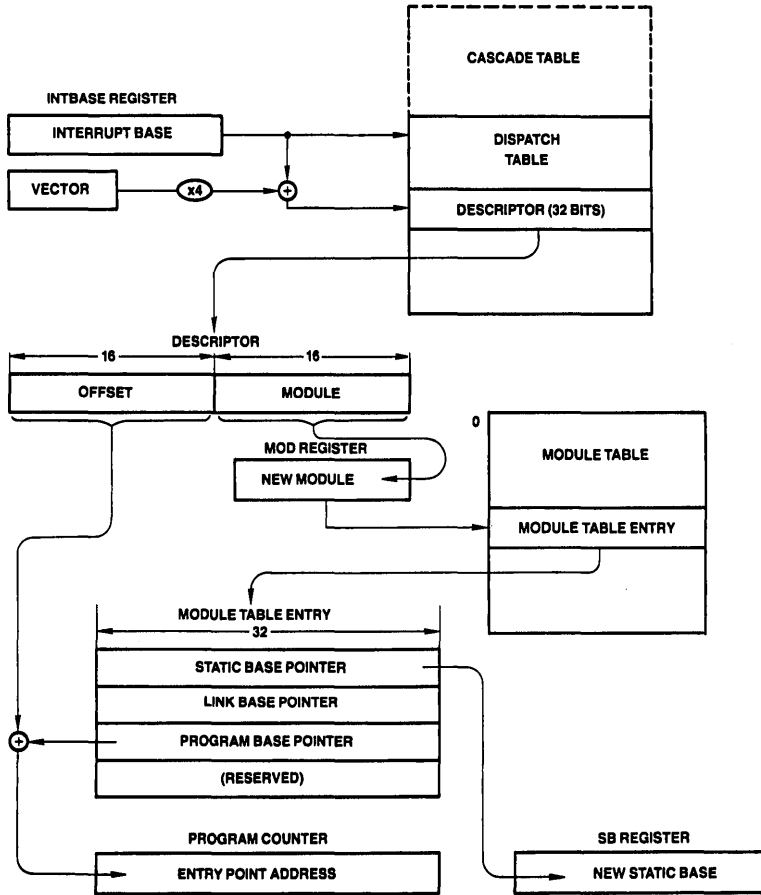 CASCADE TABLE
INTBASE REGISTER
INTERRUPT BASE
DISPATCH
TABLE
VECTOR
x4
+
DESCRIPTOR (32 BITS)
DESCRIPTOR
16
16
OFFSET
MODULE
0
MOD REGISTER
MODULE TABLE
NEW MODULE
MODULE TABLE ENTRY
MODULE TABLE ENTRY
32
STATIC BASE POINTER
LINK BASE POINTER
+
PROGRAM BASE POINTER
(RESERVED)
PROGRAM COUNTER
SB REGISTER
ENTRY POINT ADDRESS
NEW STATIC BASE